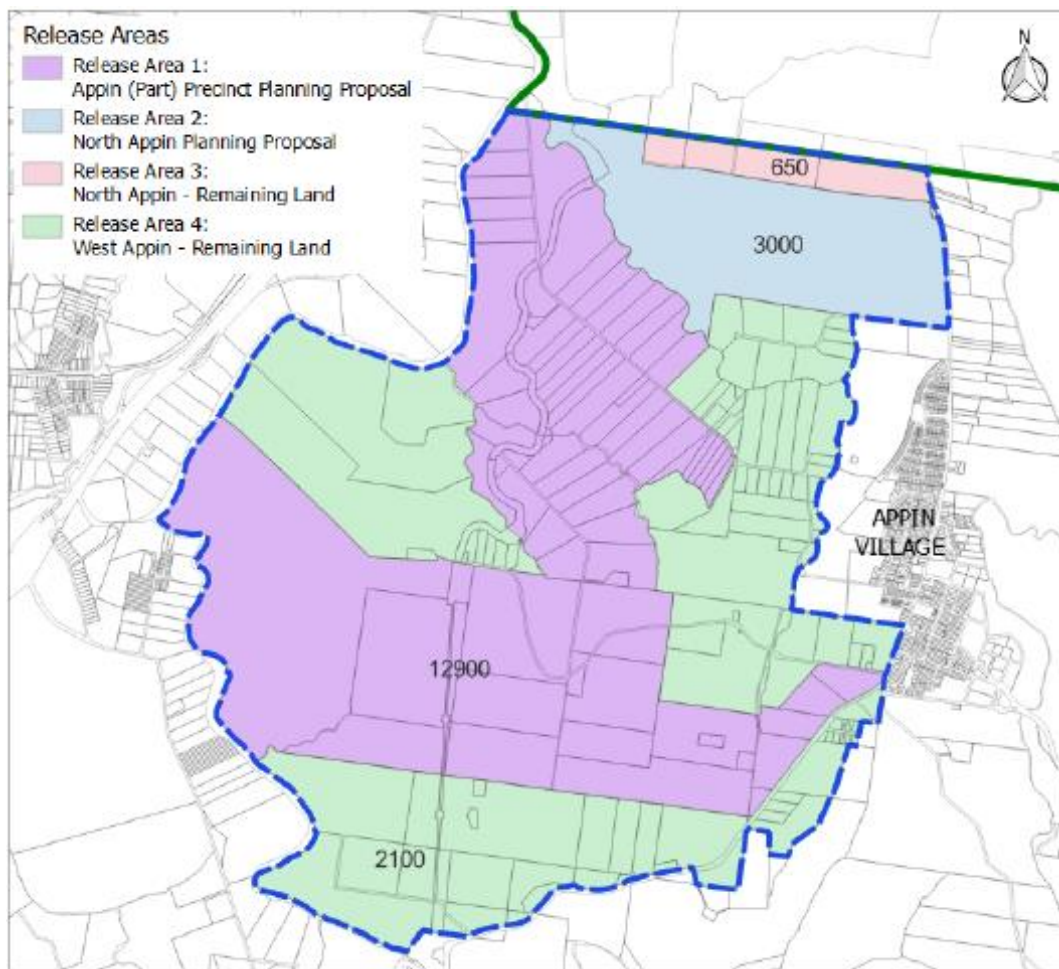 Release Areas
Release Area 1:
Appin (Part) Precinct Planning Proposal
Release Area 2:
North Appin Planning Proposal
Release Area 3:
North Appin - Remaining Land
Release Area 4:
West Appin - Remaining Land
N
650
3000
APPIN
VILLAGE
12900
2100